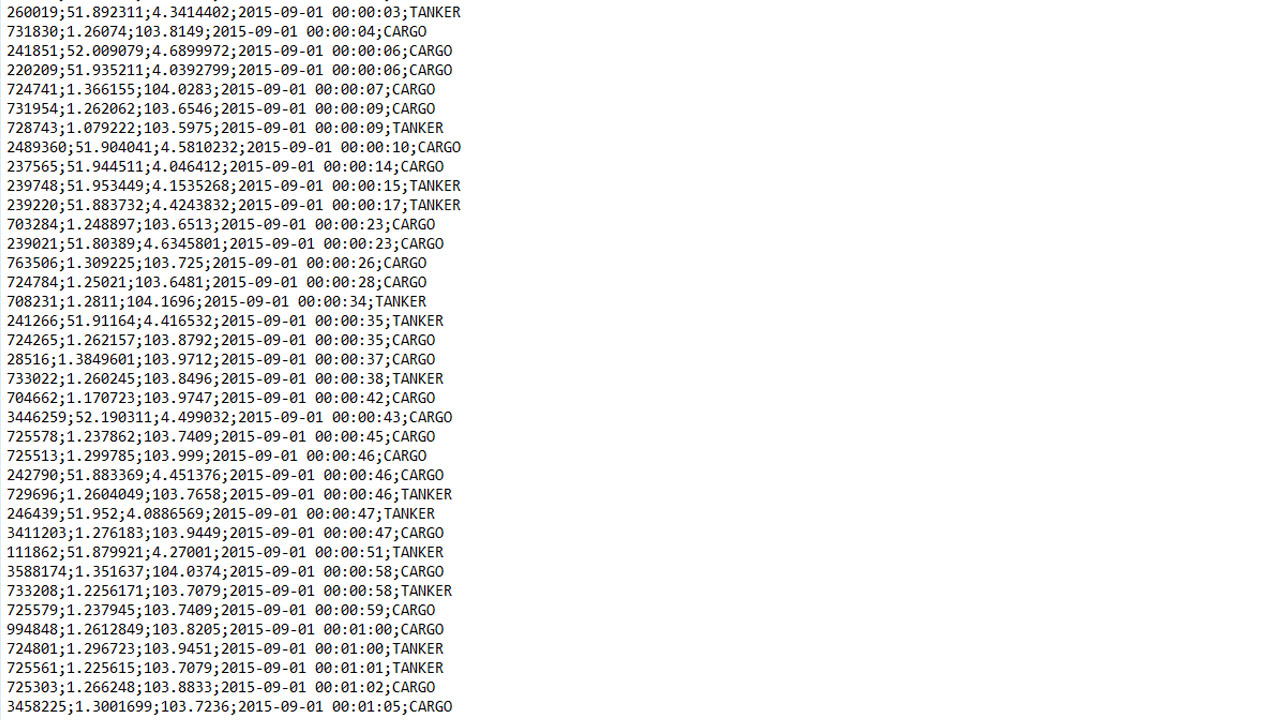 260019;51.892311;4.3414402;2015-09-01 00:00:03;TANKER
731830;1.26074;103.8149;2015-09-01 00:00:04;CARGO
241851;52.009079;4.6899972;2015-09-01 00:00:06;CARGO
220209;51.935211;4.0392799;2015-09-01 00:00:06;CARGO
724741;1.366155;104.0283;2015-09-01 00:00:07;CARGO
731954;1.262062;103.6546;2015-09-01 00:00:09;CARGO
728743;1.079222;103.5975;2015-09-01 00:00:09;TANKER
2489360;51.904041;4.5810232;2015-09-01 00:00:10;CARGO
237565;51.944511;4.046412;2015-09-01 00:00:14;CARGO
239748;51.953449;4.1535268;2015-09-01 00:00:15;TANKER
239220;51.883732;4.4243832;2015-09-01 00:00:17;TANKER
703284;1.248897;103.6513;2015-09-01 00:00:23;CARGO
239021;51.80389;4.6345801;2015-09-01 00:00:23;CARGO
763506;1.309225;103.725;2015-09-01 00:00:26;CARGO
724784;1.25021;103.6481;2015-09-01 00:00:28;CARGO
708231;1.2811;104.1696;2015-09-01 00:00:34;TANKER
241266;51.91164;4.416532;2015-09-01 00:00:35;TANKER
724265;1.262157;103.8792;2015-09-01 00:00:35;CARGO
28516;1.3849601;103.9712;2015-09-01 00:00:37;CARGO
733022;1.260245;103.8496;2015-09-01 00:00:38;TANKER
704662;1.170723;103.9747;2015-09-01 00:00:42;CARGO
3446259;52.190311;4.499032;2015-09-01 00:00:43;CARGO
725578;1.237862;103.7409;2015-09-01 00:00:45;CARGO
725513;1.299785;103.999;2015-09-01 00:00:46;CARGO
242790;51.883369;4.451376;2015-09-01 00:00:46;CARGO
729696;1.2604049;103.7658;2015-09-01 00:00:46;TANKER
246439;51.952;4.0886569;2015-09-01 00:00:47;TANKER
3411203;1.276183;103.9449;2015-09-01 00:00:47;CARGO
111862;51.879921;4.27001;2015-09-01 00:00:51;TANKER
3588174;1.351637;104.0374;2015-09-01 00:00:58;CARGO
733208;1.2256171;103.7079;2015-09-01 00:00:58;TANKER
725579;1.237945;103.7409;2015-09-01 00:00:59;CARGO
994848;1.2612849;103.8205;2015-09-01 00:01:00;CARGO
724801;1.296723;103.9451;2015-09-01 00:01:00;TANKER
725561;1.225615;103.7079;2015-09-01 00:01:01;TANKER
725303;1.266248;103.8833;2015-09-01 00:01:02;CARGO
3458225;1.3001699;103.7236;2015-09-01 00:01:05;CARGO